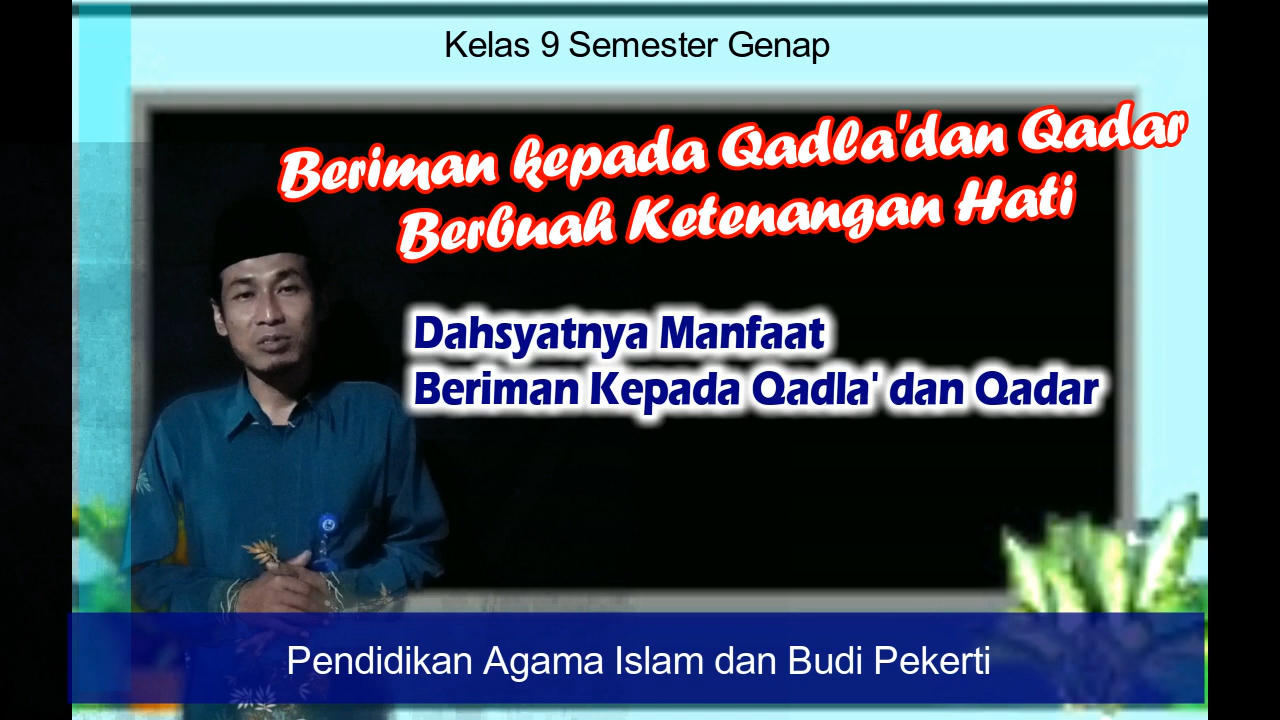 Kelas 9 Semester Genap
Beriman kepada Qadla'dan Qadar
Berbuah Ketenangan Hati
Dahsyatnya Manfaat
Beriman Kepada Qadla' dan Qadar
Pendidikan Agama Islam dan Budi Pekerti